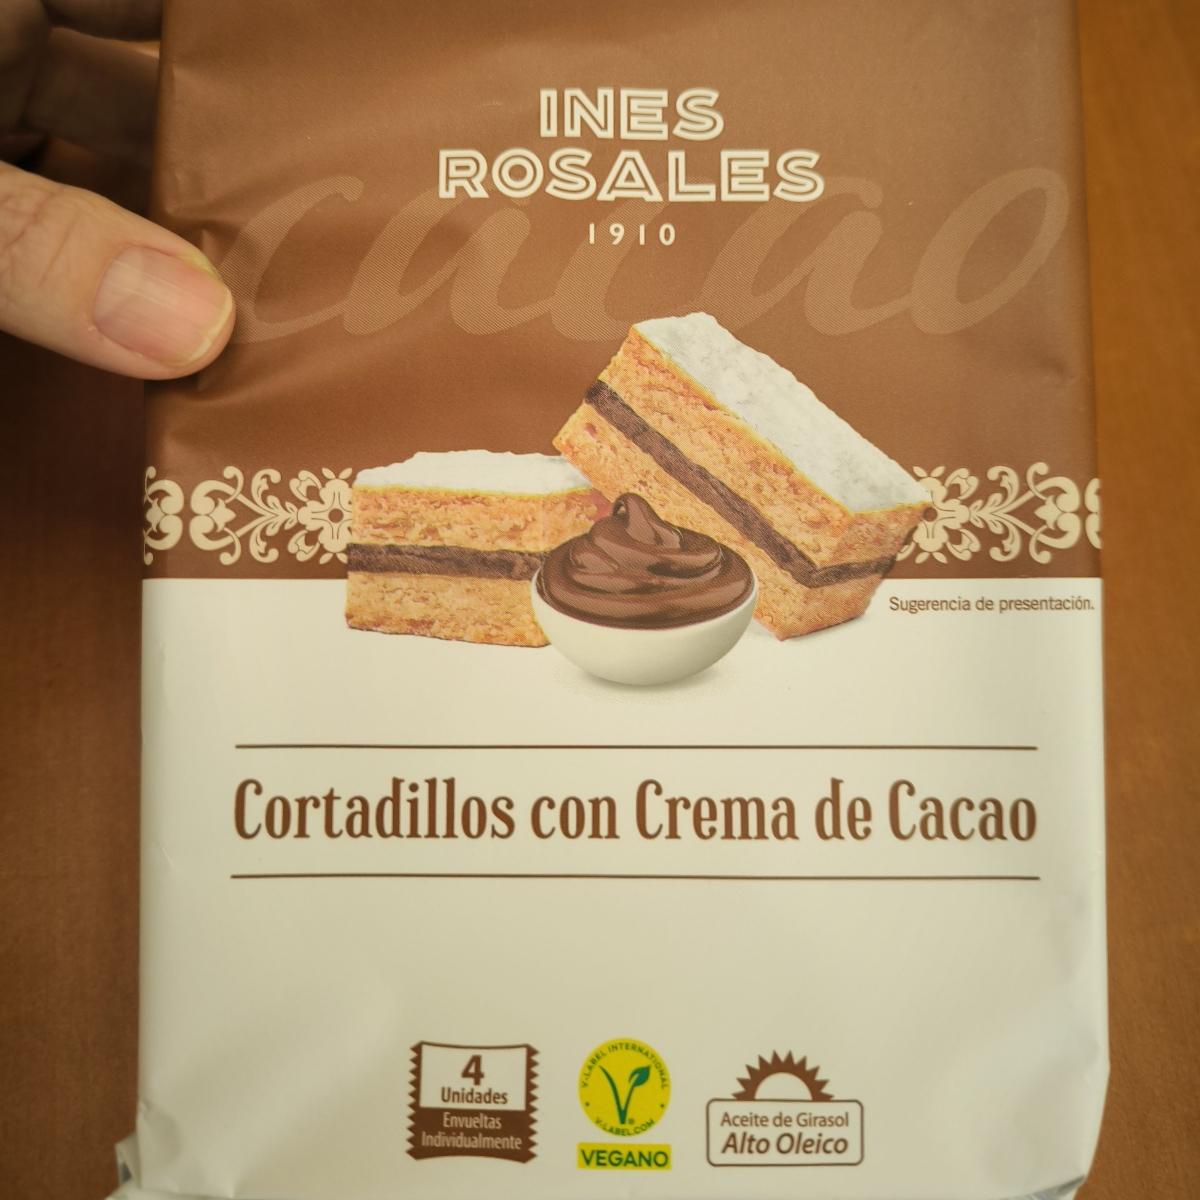 INES
ROSALES
1910
cacao
Sugerencia de presentación.
Cortadillos con Crema de Cacao
4
Unidades
Envueltas
Individualmente
V-LABEL INTERNATIONAL
V-LABEL.COM
VEGANO
Aceite de Girasol
Alto Oleico